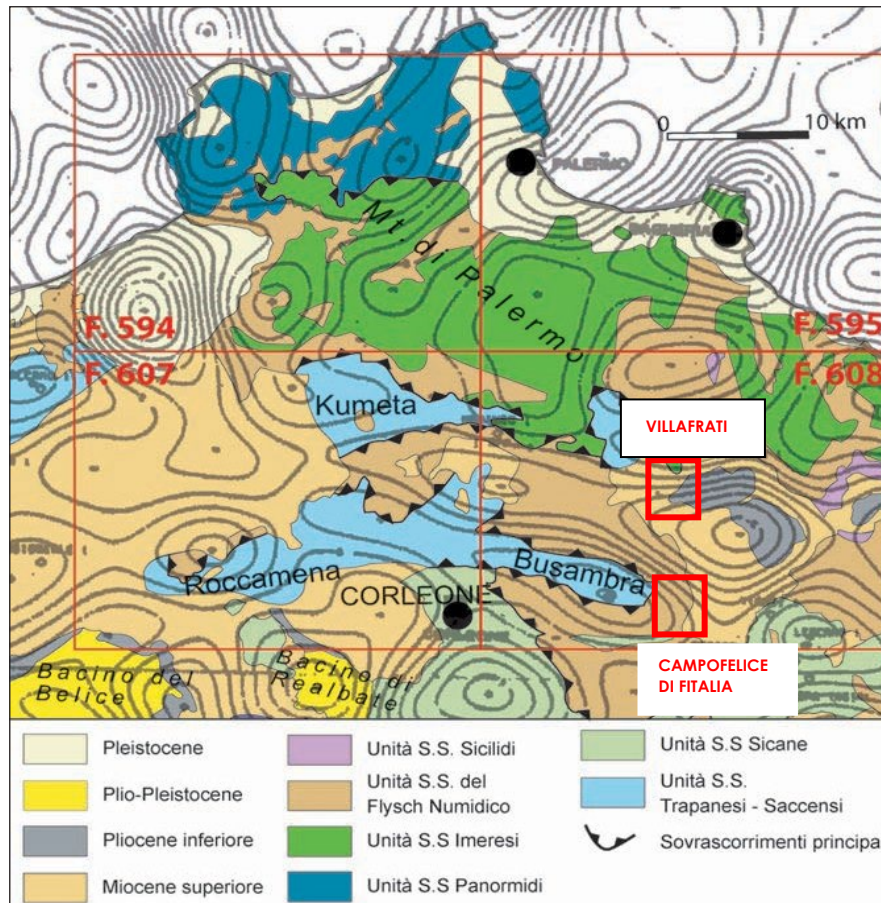 0 10 km
PALERMO
BAGHERIA
Mt. di Palermo
F. 594
F. 595
F. 607
F. 608
Kumeta
VILLAFRATI
Roccamena
Busambra
CORLEONE
Bacino del
Belice
Bacino di
Realbate
CAMPOFELICE
DI FITALIA
Pleistocene
Plio-Pleistocene
Pliocene inferiore
Miocene superiore
Unità S.S. Sicilidi
Unità S.S. del
Flysch Numidico
Unità S.S Imeresi
Unità S.S Panormidi
Unità S.S Sicane
Unità S.S.
Trapanesi - Saccensi
Sovrascorrimenti principa